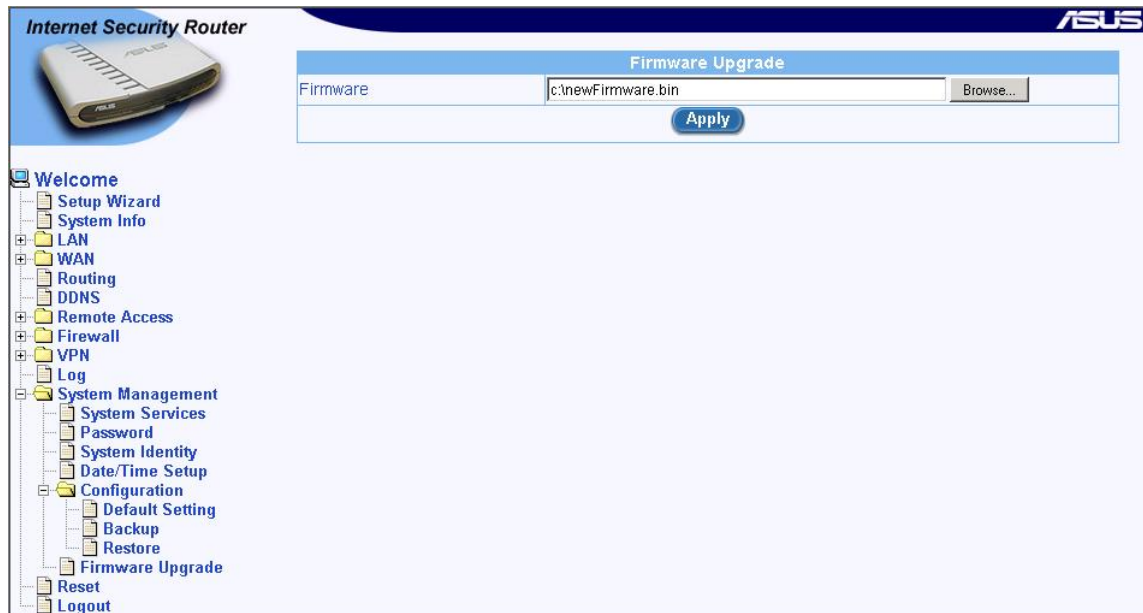 Internet Security Router
ASUS
ASUS
ASUS
Firmware Upgrade
Firmware
c:\newFirmware.bin
Browse...
Apply
Welcome
Setup Wizard
System Info
LAN
WAN
Routing
DDNS
Remote Access
Firewall
VPN
Log
System Management
System Services
Password
System Identity
Date/Time Setup
Configuration
Default Setting
Backup
Restore
Firmware Upgrade
Reset
Logout